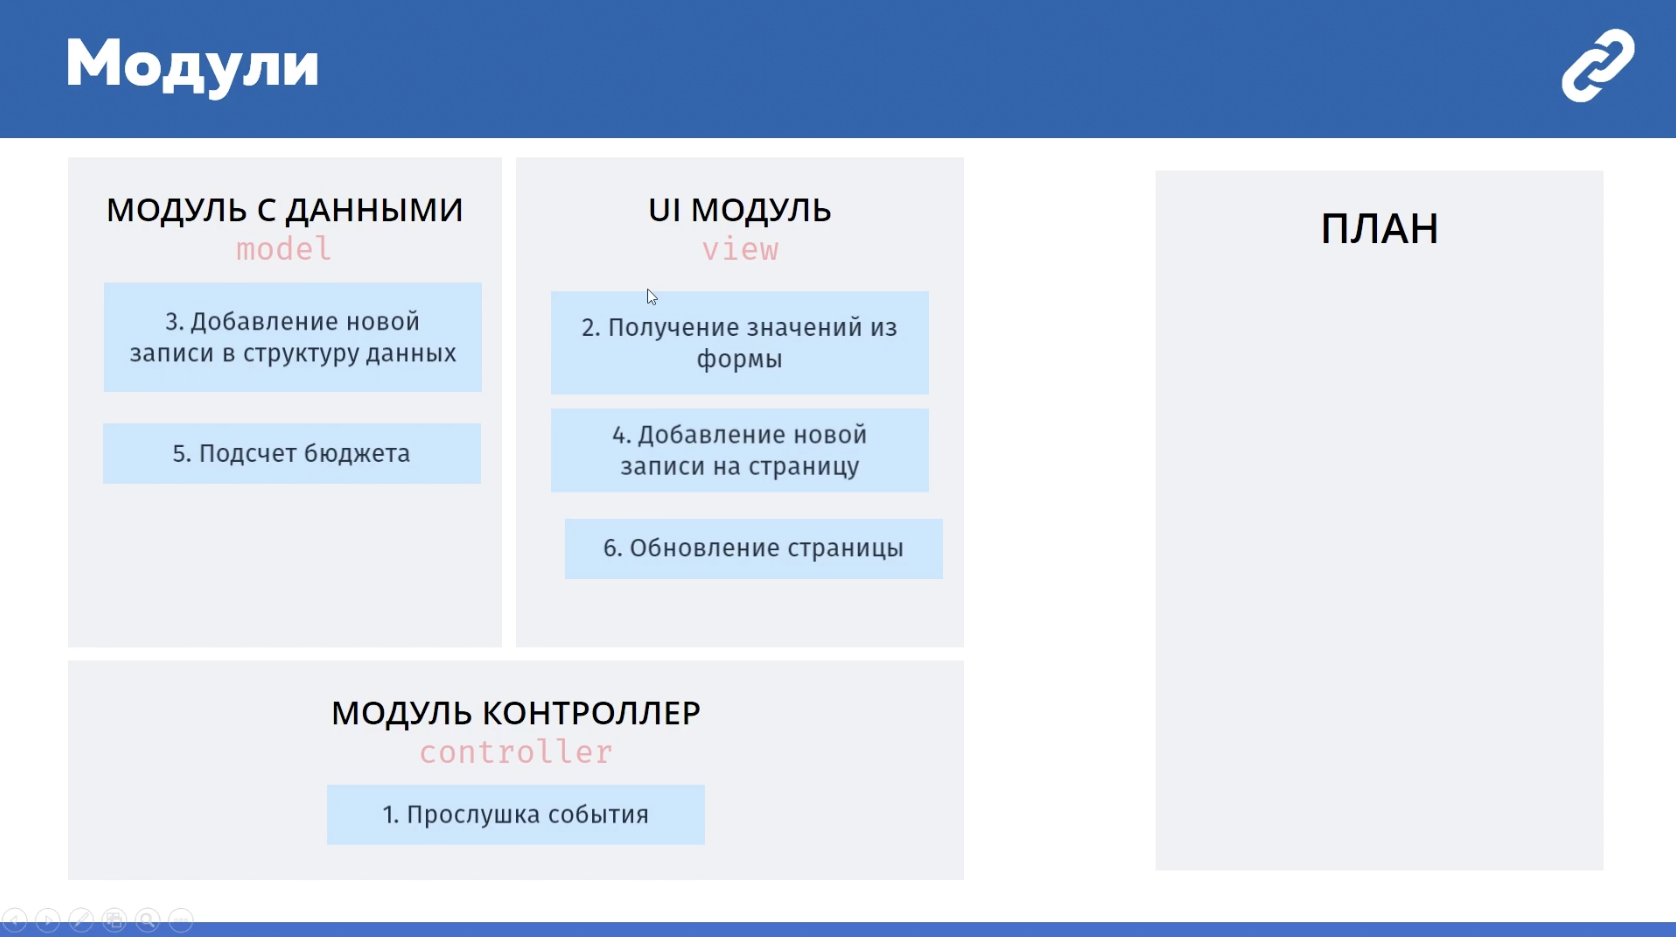 Модули
МОДУЛЬ С ДАННЫМИ
model
3. Добавление новой
записи в структуру данных
5. Подсчет бюджета
UI МОДУЛЬ
view
2. Получение значений из
формы
4. Добавление новой
записи на страницу
6. Обновление страницы
МОДУЛЬ КОНТРОЛЛЕР
controller
1. Прослушка события
ПЛАН